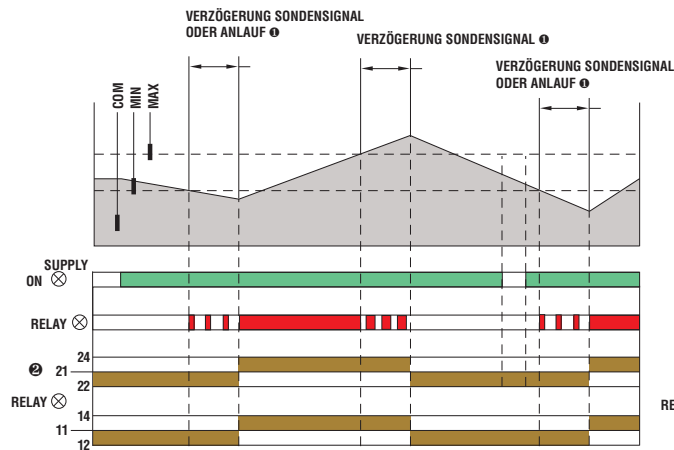 VERZÖGERUNG SONDENSIGNAL
ODER ANLAUF ❶
VERZÖGERUNG SONDENSIGNAL ❶
VERZÖGERUNG SONDENSIGNAL
ODER ANLAUF ❶
COM
MIN
MAX
SUPPLY
ON
RELAY
24
❷ 21
22
RELAY
14
11
12
RE